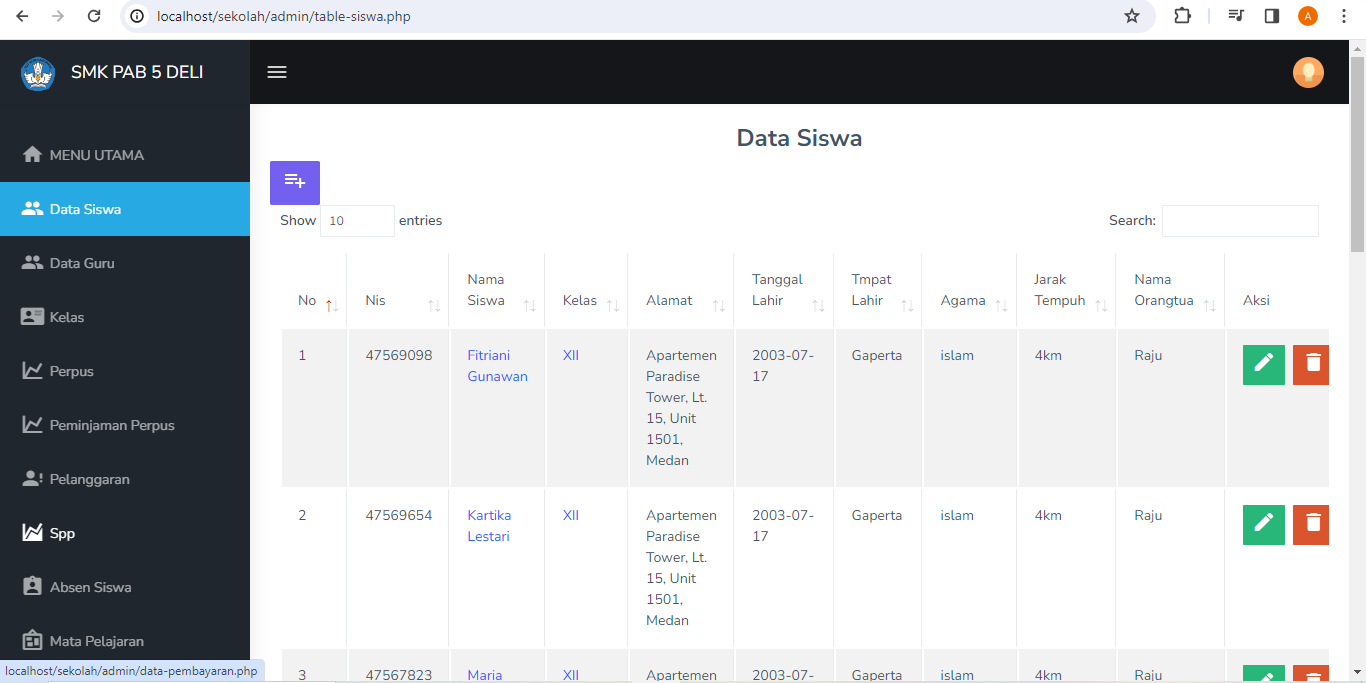 localhost/sekolah/admin/table-siswa.php
A
SMK PAB 5 DELI
MENU UTAMA
Data Siswa
Data Guru
Kelas
Perpus
Peminjaman Perpus
Pelanggaran
Spp
Absen Siswa
Mata Pelajaran
localhost/sekolah/admin/data-pembayaran.php
Data Siswa
Show 10 entries
Search:
No
Nis
Nama
Siswa
Kelas
Alamat
Tanggal
Lahir
Tmpat
Lahir
Agama
Jarak
Tempuh
Nama
Orangtua
Aksi
1
47569098
Fitriani
Gunawan
XII
Apartemen
Paradise
Tower, Lt.
15, Unit
1501,
Medan
2003-07-
17
Gaperta
islam
4km
Raju
2
47569654
Kartika
Lestari
XII
Apartemen
Paradise
Tower, Lt.
15, Unit
1501,
Medan
2003-07-
17
Gaperta
islam
4km
Raju
3
47567823
Maria
XII
Apartemen
2003-07-
Gaperta
islam
4km
Raju